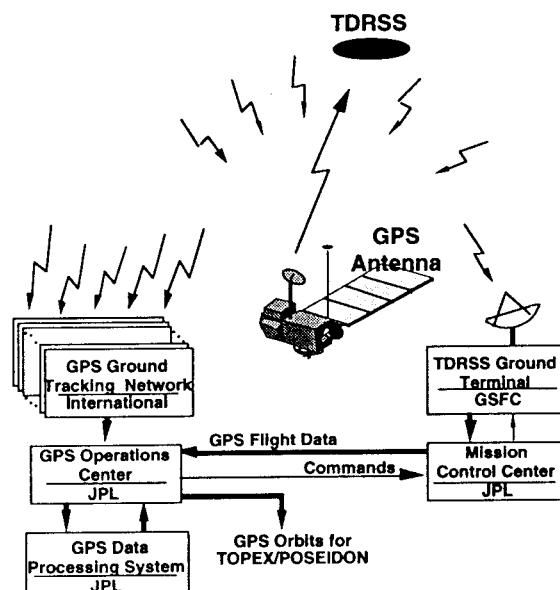 TDRSS
GPS
Antenna
GPS Ground
Tracking Network
International
TDRSS Ground
Terminal
GSFC
GPS Flight Data
GPS Operations
Center
JPL
Commands
Mission
Control Center
JPL
GPS Orbits for
TOPEX/POSEIDON
GPS Data
Processing System
JPL